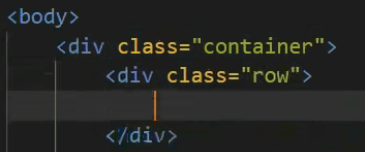 <body>
<div class="container">
<div class="row">
</div>